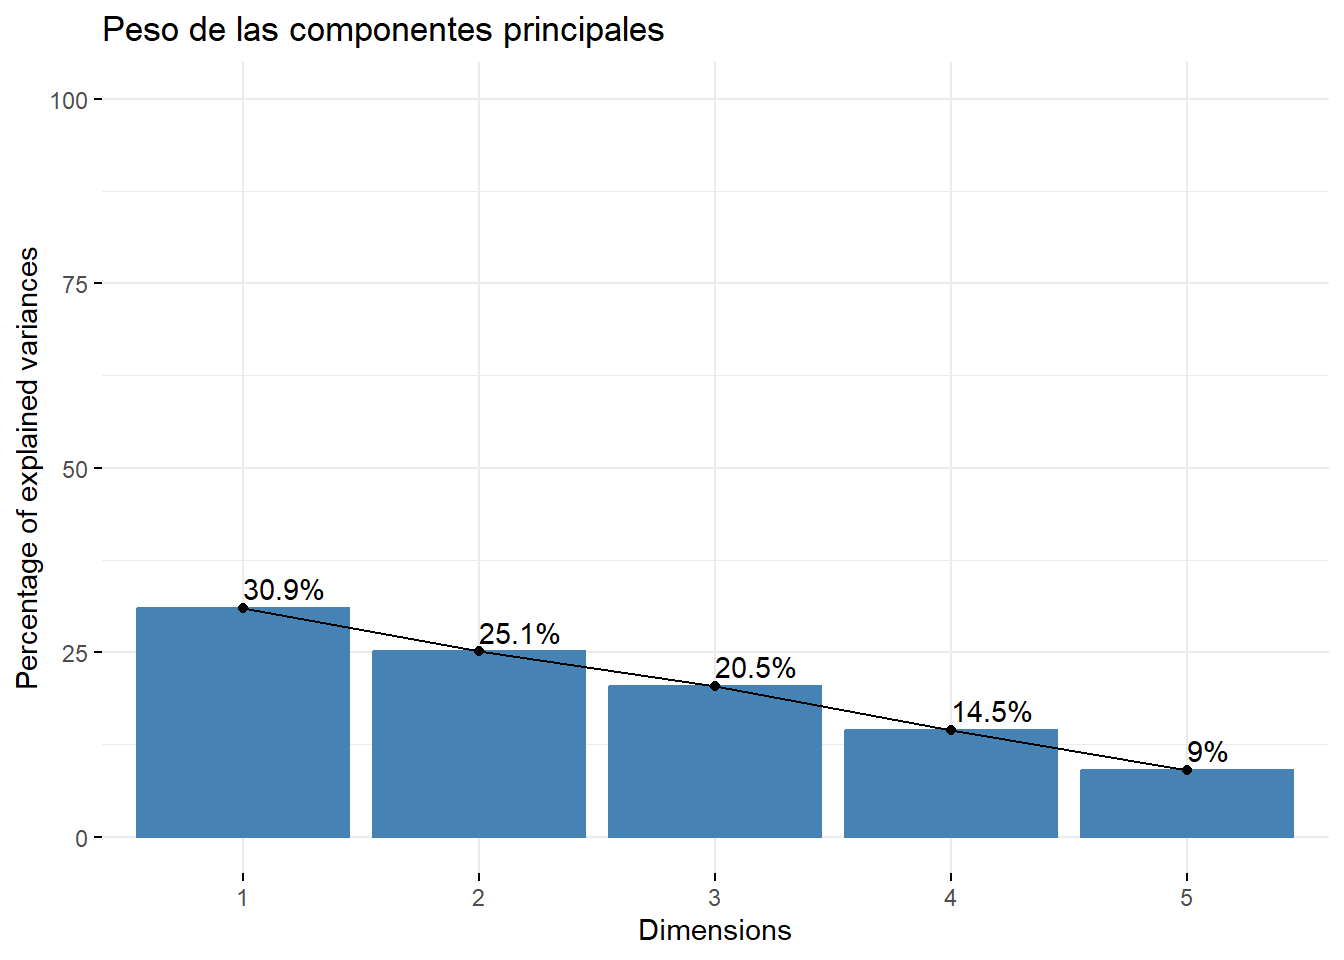 Peso de las componentes principales
Percentage of explained variances
100
75
50
25
0
30.9%
25.1%
20.5%
14.5%
9%
1 2 3 4 5
Dimensions